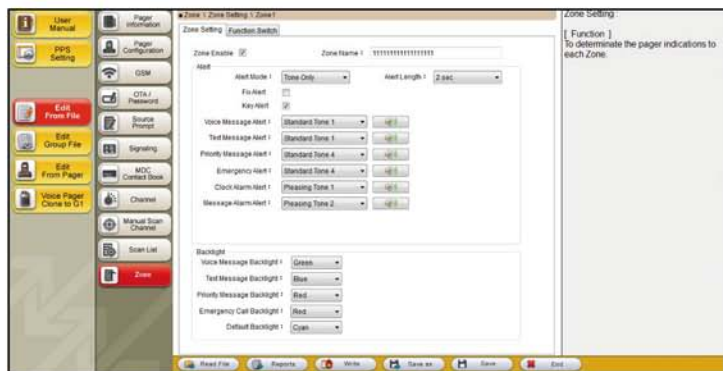 User Manual
PPS Setting
Edit From File
Edit Group File
Edit From Pager
Voice Pager Clone to G1
Pager Information
Pager Configuration
GSM
OTA / Password
Source Prompt
Signaling
MDC Contact Book
Channel
Manual Scan Channel
Scan List
Zone
Zone \ Zone Setting \ Zone1
Zone Setting Function Switch
Zone Enable Zone Name :
Alert
Alert Mode : Tone Only Alert Length : 2 sec
Fix Alert
Key Alert
Voice Message Alert : Standard Tone 1
Text Message Alert : Standard Tone 1
Priority Message Alert : Standard Tone 4
Emergency Alert : Standard Tone 4
Clock Alarm Alert : Pleasing Tone 1
Message Alarm Alert : Pleasing Tone 2
Backlight
Voice Message Backlight : Green
Text Message Backlight : Blue
Priority Message Backlight : Red
Emergency Call Backlight : Red
Default Backlight : Cyan
Read File Reports Write Save as Save Exit
Zone Setting :
[ Function ]
To determinate the pager indications to
each Zone.